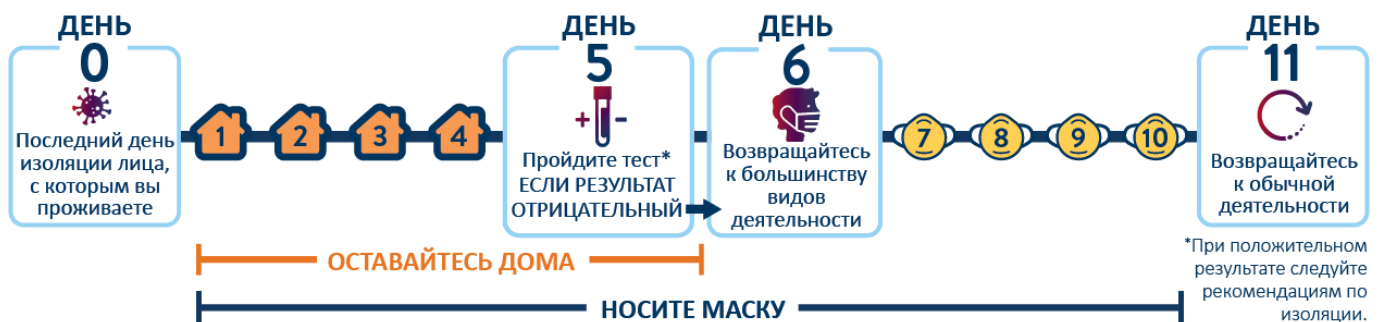 ДЕНЬ
0
Последний день
изоляции лица,
с которым вы
проживаете
1
2
3
4
ДЕНЬ
5
+ -
Пройдите тест*
ЕСЛИ РЕЗУЛЬТАТ
ОТРИЦАТЕЛЬНЫЙ
ДЕНЬ
6
Возвращайтесь
к большинству
видов
деятельности
7
8
9
10
ДЕНЬ
11
Возвращайтесь
к обычной
деятельности
ОСТАВАЙТЕСЬ ДОМА
НОСИТЕ МАСКУ
*При положительном
результате следуйте
рекомендациям по
изоляции.